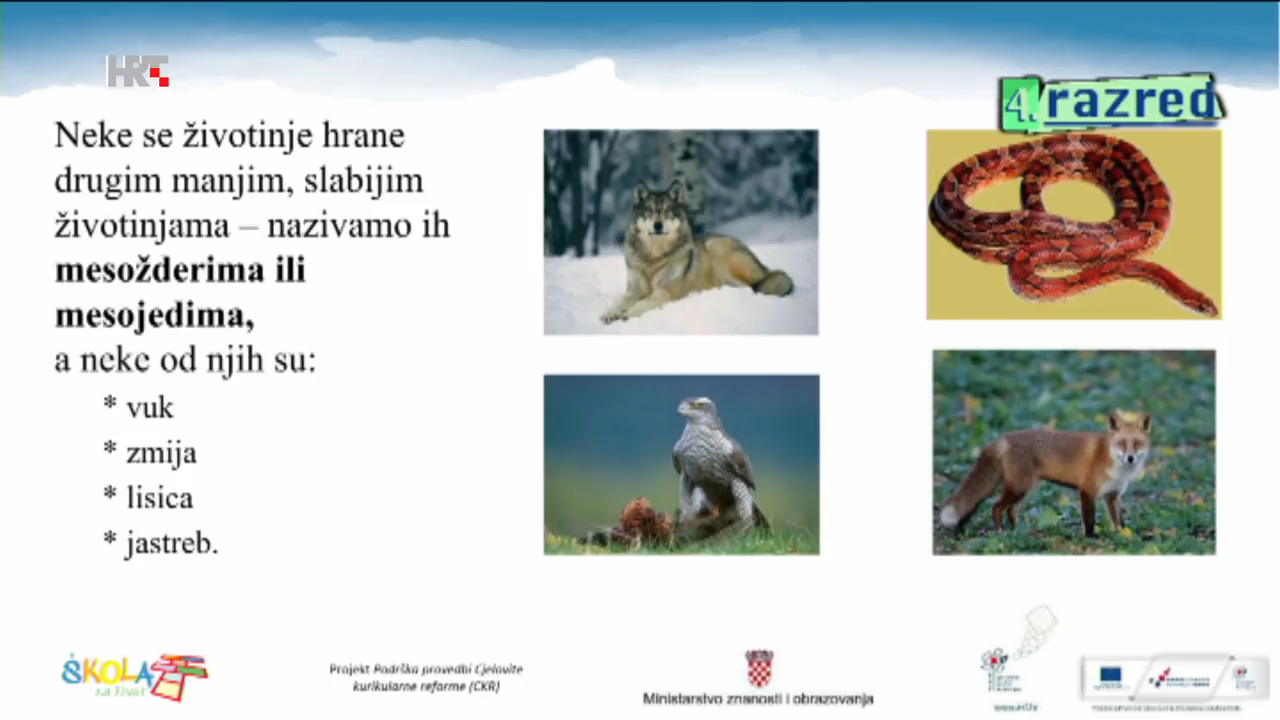 HRT
4. razred
Neke se životinje hrane
drugim manjim, slabijim
životinjama – nazivamo ih
mesožderima ili
mesojedima,
a neke od njih su:
* vuk
* zmija
* lisica
* jastreb.
ŠKOLA
za život
Projekt Podrška provedbi Cjelovite
kurikularne reforme (CKR)
Ministarstvo znanosti i obrazovanja